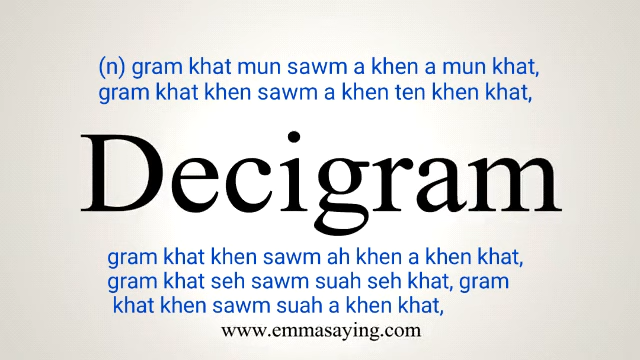 (n) gram khat mun sawm a khen a mun khat,
gram khat khen sawm a khen ten khen khat,
Decigram
gram khat khen sawm ah khen a khen khat,
gram khat seh sawm suah seh khat, gram
khat khen sawm suah a khen khat,
www.emmasaying.com